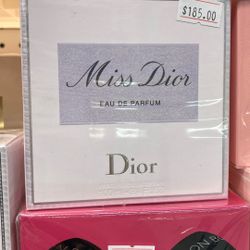 $185.00
Miss Dior
EAU DE PARFUM
Dior